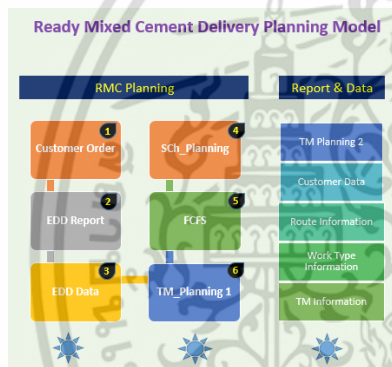 Ready Mixed Cement Delivery Planning Model
RMC Planning
Report & Data
1
Customer Order
2
EDD Report
3
EDD Data
4
SCh_Planning
5
FCFS
6
TM_Planning 1
TM Planning 2
Customer Data
Route Information
Work Type
Information
TM Information